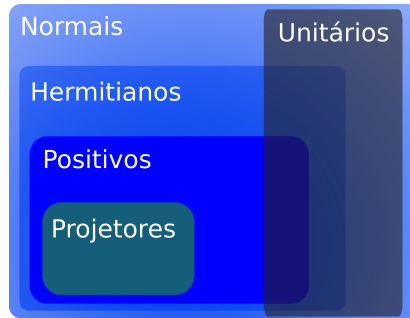 Normais
Unitários
Hermitianos
Positivos
Projetores